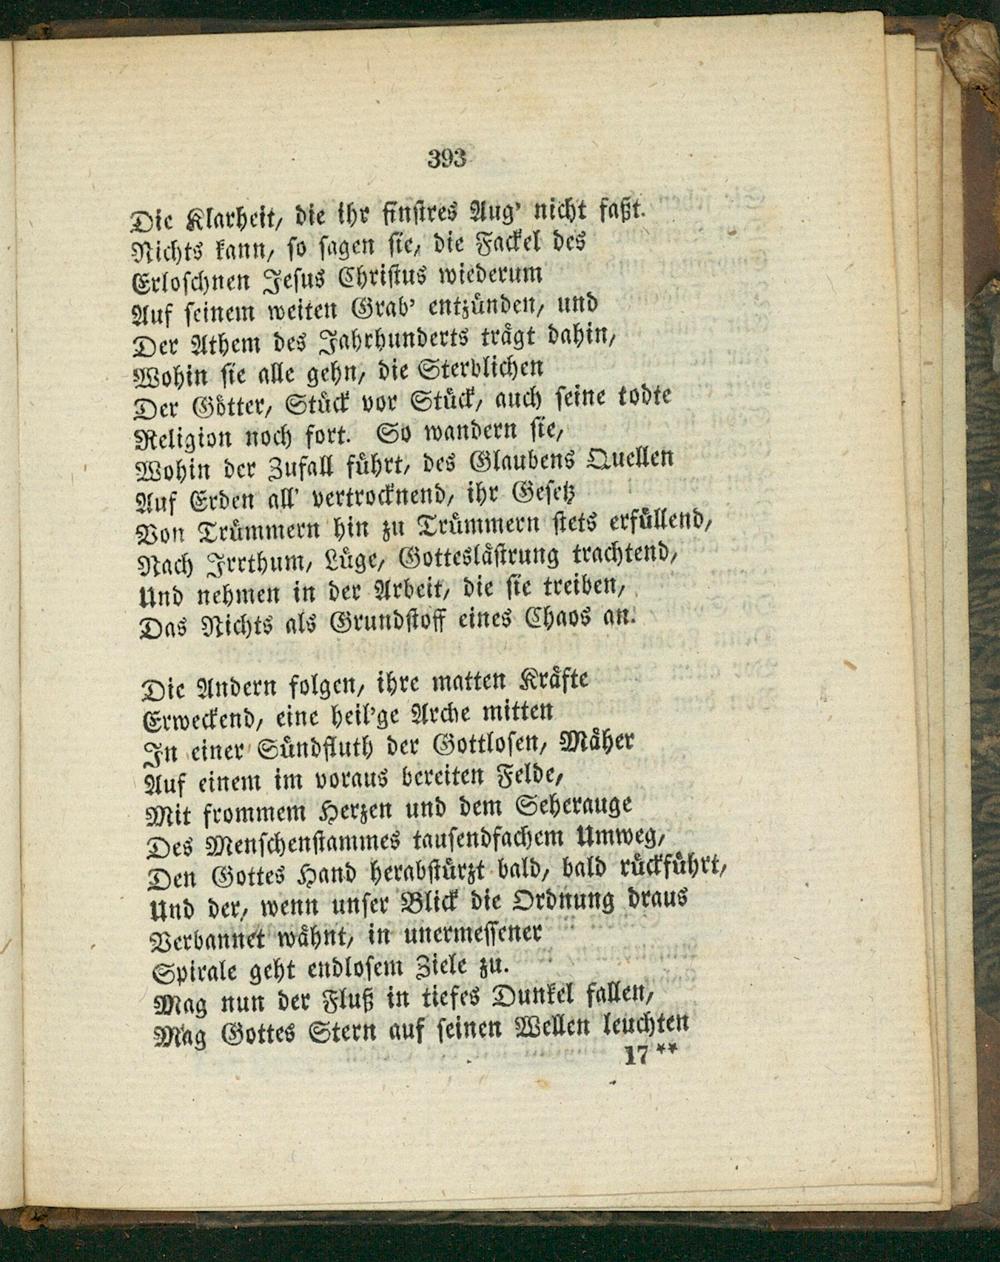 393
Die Klarheit, die ihr finstres Aug' nicht faßt.
Nichts kann, so sagen sie, die Fackel des
Erloschnen Jesus Christus wiederum
Auf seinem weiten Grab' entzünden, und
Der Athem des Jahrhunderts trägt dahin,
Wohin sie alle gehn, die Sterblichen
Der Götter, Stück vor Stück, auch seine todte
Religion noch fort. So wandern sie,
Wohin der Zufall führt, des Glaubens Quellen
Auf Erden all' vertrocknend, ihr Gesetz
Von Trümmern hin zu Trümmern stets erfüllend,
Nach Irrthum, Lüge, Gotteslästrung trachtend,
Und nehmen in der Arbeit, die sie treiben,
Das Nichts als Grundstoff eines Chaos an.
Die Andern folgen, ihre matten Kräfte
Erweckend, eine heil'ge Arche mitten
In einer Sündfluth der Gottlosen, Mäher
Auf einem im voraus bereiten Felde,
Mit frommem Herzen und dem Seherauge
Des Menschenstammes tausendfachem Umweg,
Den Gottes Hand herabstürzt bald, bald rückführt,
Und der, wenn unser Blick die Ordnung draus
Verbannet wähnt, in unermessener
Spirale geht endlosem Ziele zu.
Mag nun der Fluß in tiefes Dunkel fallen,
Mag Gottes Stern auf seinen Wellen leuchten
17**